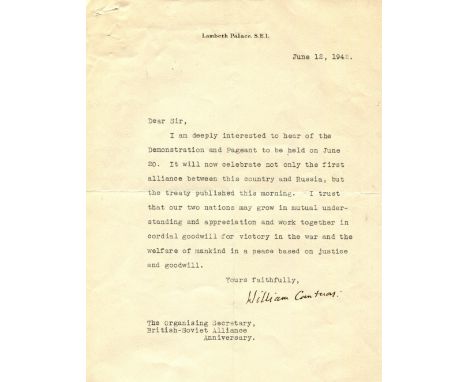 Lambeth Palace, S.E.1.
June 12, 1942.
Dear Sir,
I am deeply interested to hear of the
Demonstration and Pageant to be held on June
20. It will now celebrate not only the first
alliance between this country and Russia, but
the treaty published this morning. I trust
that our two nations may grow in mutual under-
standing and appreciation and work together in
cordial goodwill for victory in the war and the
welfare of mankind in a peace based on justice
and goodwill.
Yours faithfully,
William Cantuar:
The Organising Secretary,
British-Soviet Alliance
Anniversary.